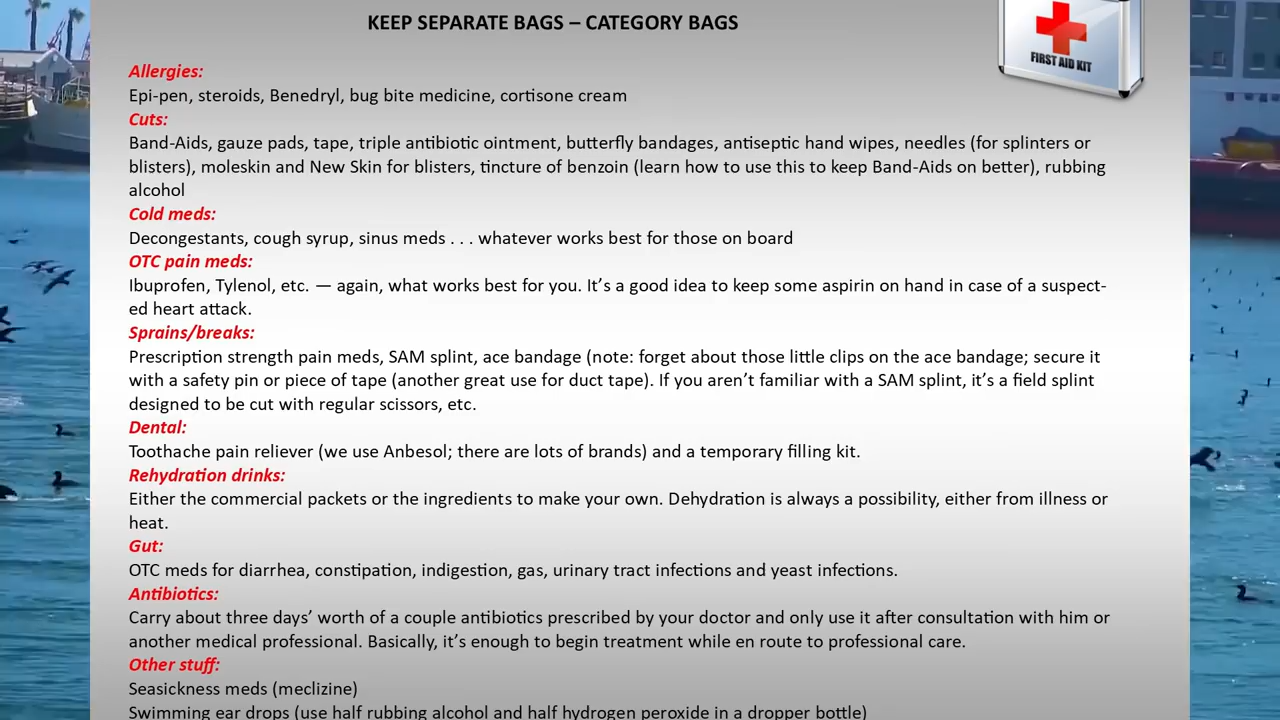 KEEP SEPARATE BAGS – CATEGORY BAGS
FIRST AID KIT
Allergies:
Epi-pen, steroids, Benedryl, bug bite medicine, cortisone cream
Cuts:
Band-Aids, gauze pads, tape, triple antibiotic ointment, butterfly bandages, antiseptic hand wipes, needles (for splinters or
blisters), moleskin and New Skin for blisters, tincture of benzoin (learn how to use this to keep Band-Aids on better), rubbing
alcohol
Cold meds:
Decongestants, cough syrup, sinus meds . . . whatever works best for those on board
OTC pain meds:
Ibuprofen, Tylenol, etc. — again, what works best for you. It’s a good idea to keep some aspirin on hand in case of a suspect-
ed heart attack.
Sprains/breaks:
Prescription strength pain meds, SAM splint, ace bandage (note: forget about those little clips on the ace bandage; secure it
with a safety pin or piece of tape (another great use for duct tape). If you aren’t familiar with a SAM splint, it’s a field splint
designed to be cut with regular scissors, etc.
Dental:
Toothache pain reliever (we use Anbesol; there are lots of brands) and a temporary filling kit.
Rehydration drinks:
Either the commercial packets or the ingredients to make your own. Dehydration is always a possibility, either from illness or
heat.
Gut:
OTC meds for diarrhea, constipation, indigestion, gas, urinary tract infections and yeast infections.
Antibiotics:
Carry about three days’ worth of a couple antibiotics prescribed by your doctor and only use it after consultation with him or
another medical professional. Basically, it’s enough to begin treatment while en route to professional care.
Other stuff:
Seasickness meds (meclizine)
Swimming ear drops (use half rubbing alcohol and half hydrogen peroxide in a dropper bottle)